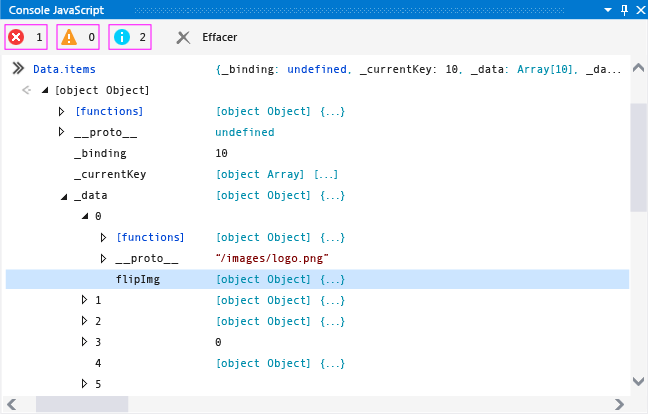 Console JavaScript
1 0 2 Effacer
Data.items {_binding: undefined, _currentKey: 10, _data: Array[10], _da...
[object Object]
[functions] [object Object] {...}
__proto__ undefined
_binding 10
_currentKey [object Array] [...]
_data [object Object] {...}
0
[functions] [object Object] {...}
__proto__ “/images/logo.png”
flipImg [object Object] {...}
1 [object Object] {...}
2 [object Object] {...}
3 0
4 [object Object] {...}
5